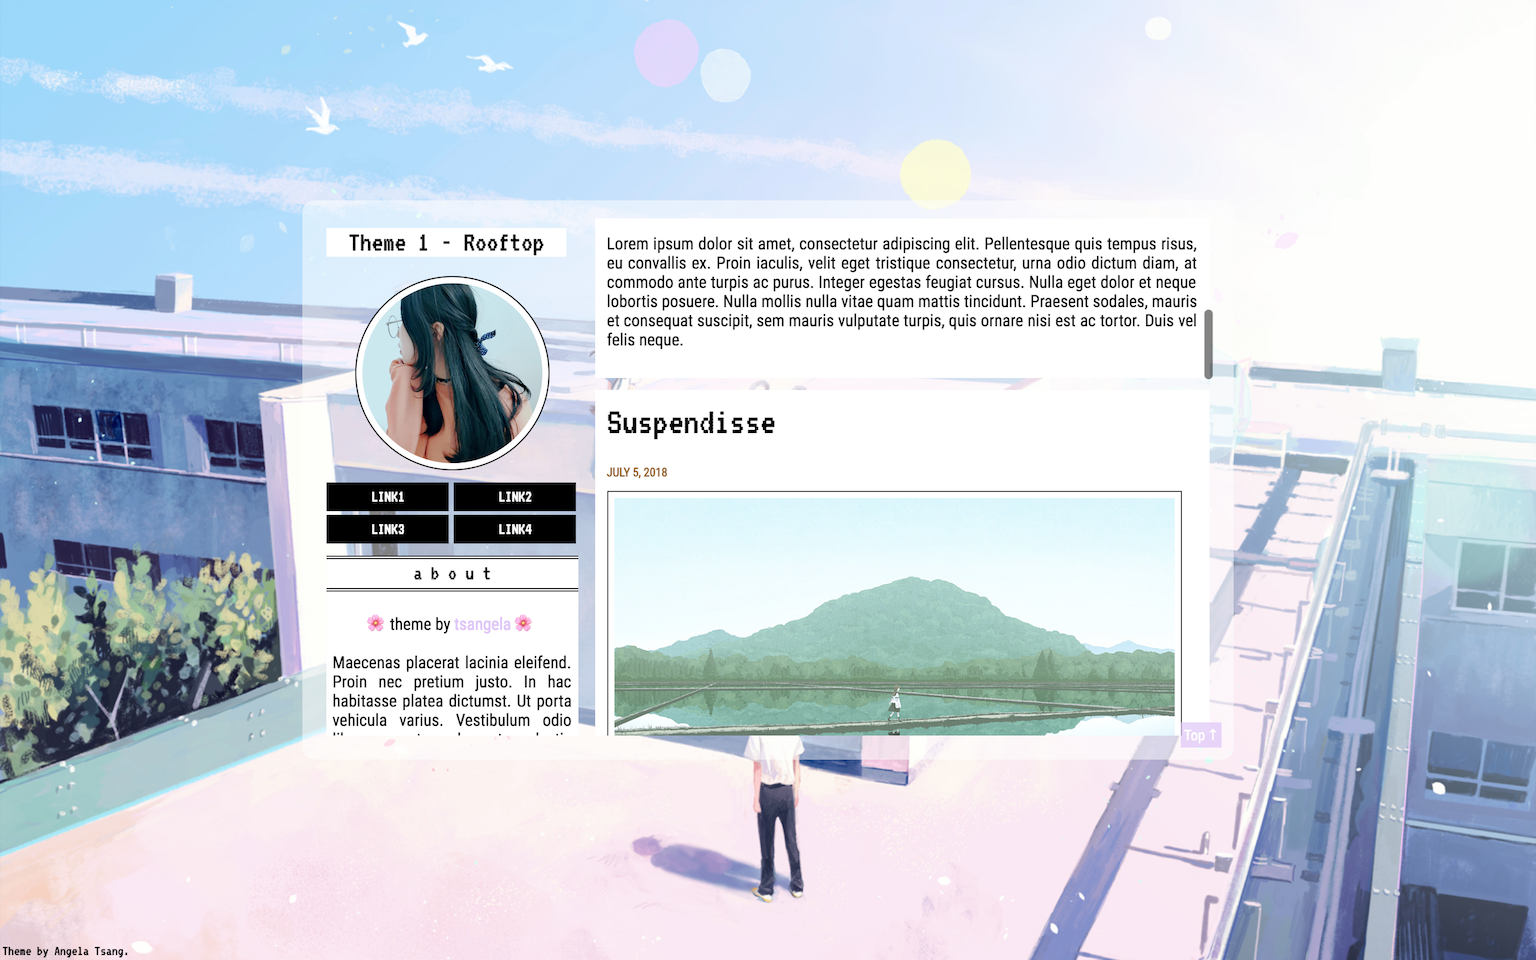 Theme 1 - Rooftop
LINK1
LINK2
LINK3
LINK4
about
🌸 theme by tsangela 🌸
Maecenas placerat lacinia eleifend.
Proin nec pretium justo. In hac
habitasse platea dictumst. Ut porta
vehicula varius. Vestibulum odio
Lorem ipsum dolor sit amet, consectetur adipiscing elit. Pellentesque quis tempus risus,
eu convallis ex. Proin iaculis, velit eget tristique consectetur, urna odio dictum diam, at
commodo ante turpis ac purus. Integer egestas feugiat cursus. Nulla eget dolor et neque
lobortis posuere. Nulla mollis nulla vitae quam mattis tincidunt. Praesent sodales, mauris
et consequat suscipit, sem mauris vulputate turpis, quis ornare nisi est ac tortor. Duis vel
felis neque.
Suspendisse
JULY 5, 2018
Top ↑
Theme by Angela Tsang.